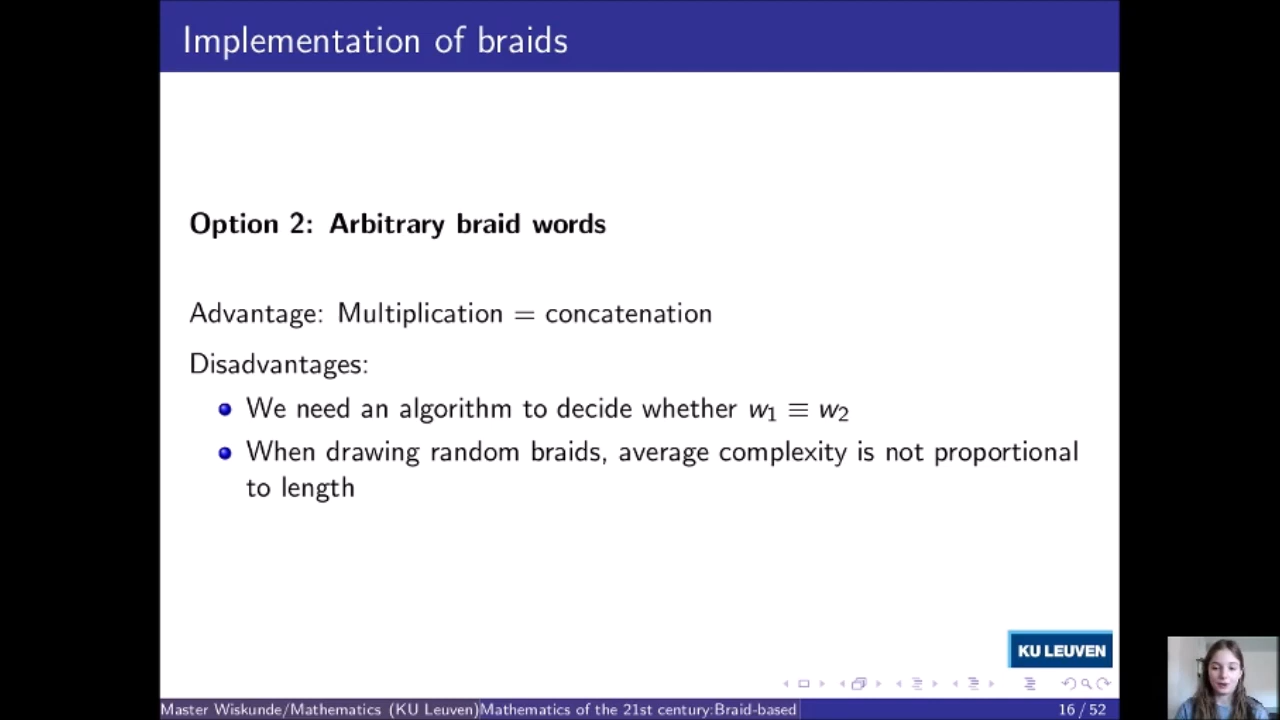 Implementation of braids
Option 2: Arbitrary braid words
Advantage: Multiplication = concatenation
Disadvantages:
We need an algorithm to decide whether w₁ ≡ w₂
When drawing random braids, average complexity is not proportional
to length
KU LEUVEN
Master Wiskunde/Mathematics (KU Leuven)Mathematics of the 21st century:Braid-based 16 / 52